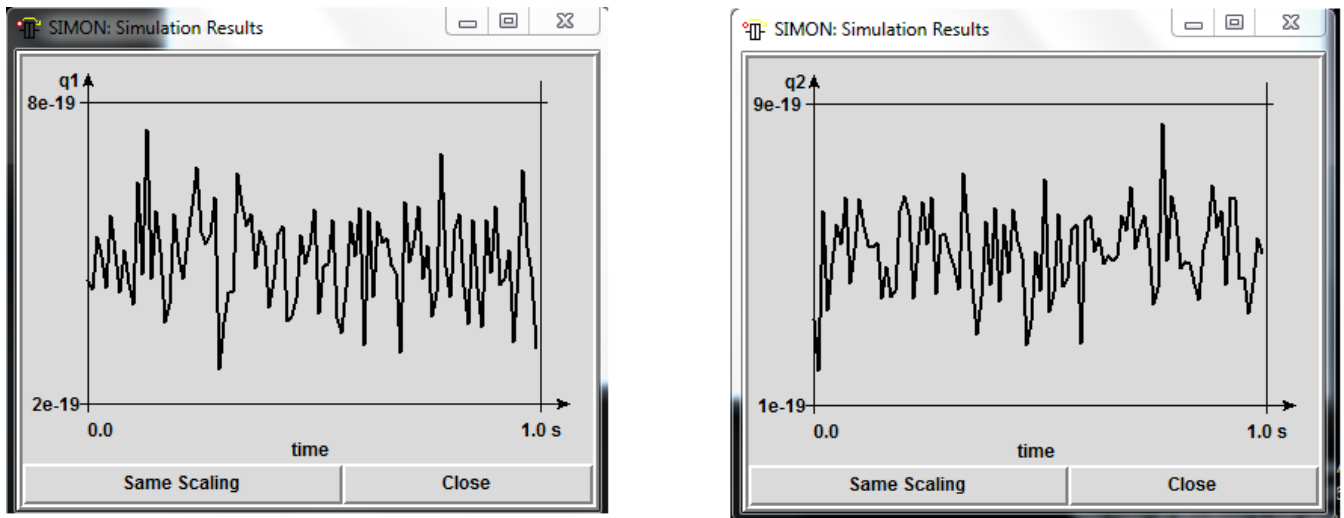 SIMON: Simulation Results
q1
8e-19
2e-19
0.0
1.0 s
time
Same Scaling
Close
SIMON: Simulation Results
q2
9e-19
1e-19
0.0
1.0 s
time
Same Scaling
Close